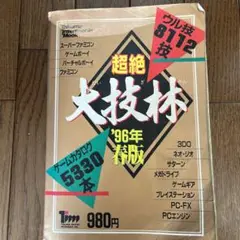 スーパーファミコン
ゲームボーイ
バーチャルボーイ
ファミコン
ウル技
8112
技
超絶
大技林
'96年
春版
ゲームカタログ
5330
本
3DO
ネオ・ジオ
サターン
メガドライブ
ゲームギア
プレイステーション
PC-FX
PCエンジン
980円